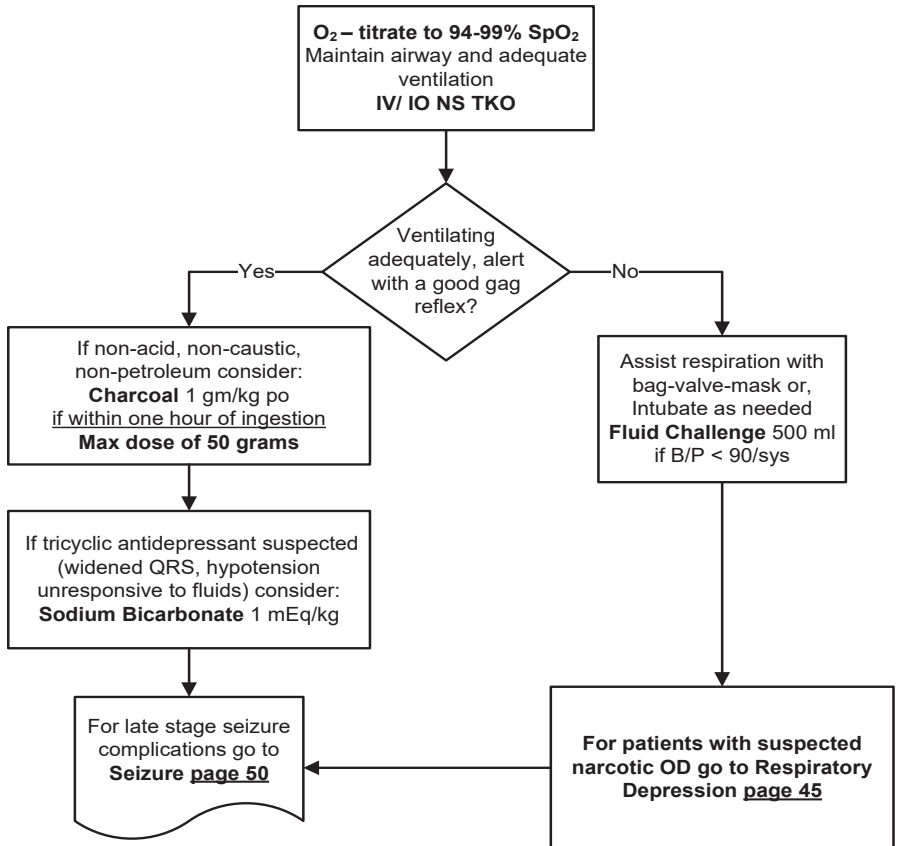 O₂ – titrate to 94-99% SpO₂
Maintain airway and adequate
ventilation
IV/ IO NS TKO
Ventilating
adequately, alert
with a good gag
reflex?
Yes
No
If non-acid, non-caustic,
non-petroleum consider:
Charcoal 1 gm/kg po
if within one hour of ingestion
Max dose of 50 grams
Assist respiration with
bag-valve-mask or,
Intubate as needed
Fluid Challenge 500 ml
if B/P < 90/sys
If tricyclic antidepressant suspected
(widened QRS, hypotension
unresponsive to fluids) consider:
Sodium Bicarbonate 1 mEq/kg
For late stage seizure
complications go to
Seizure page 50
For patients with suspected
narcotic OD go to Respiratory
Depression page 45